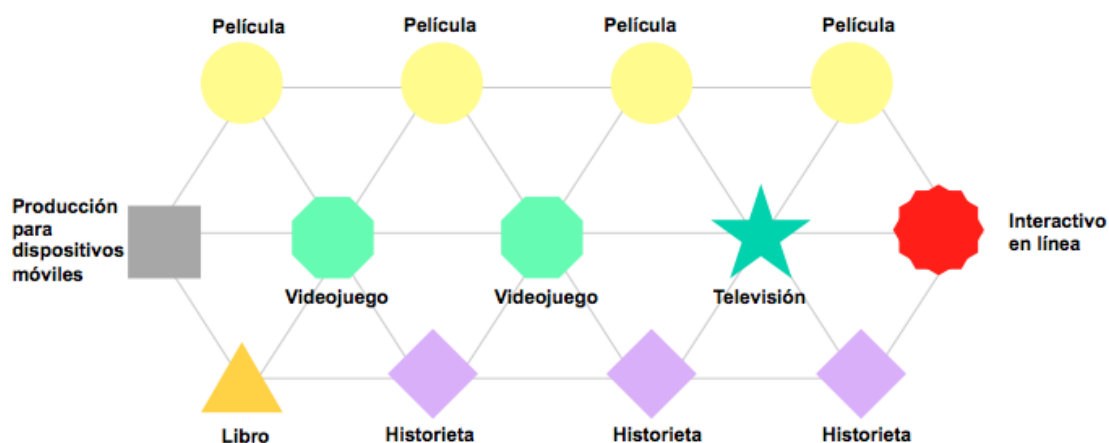 Película
Película
Película
Película
Producción
para
dispositivos
móviles
Interactivo
en línea
Videojuego
Videojuego
Televisión
Libro
Historieta
Historieta
Historieta